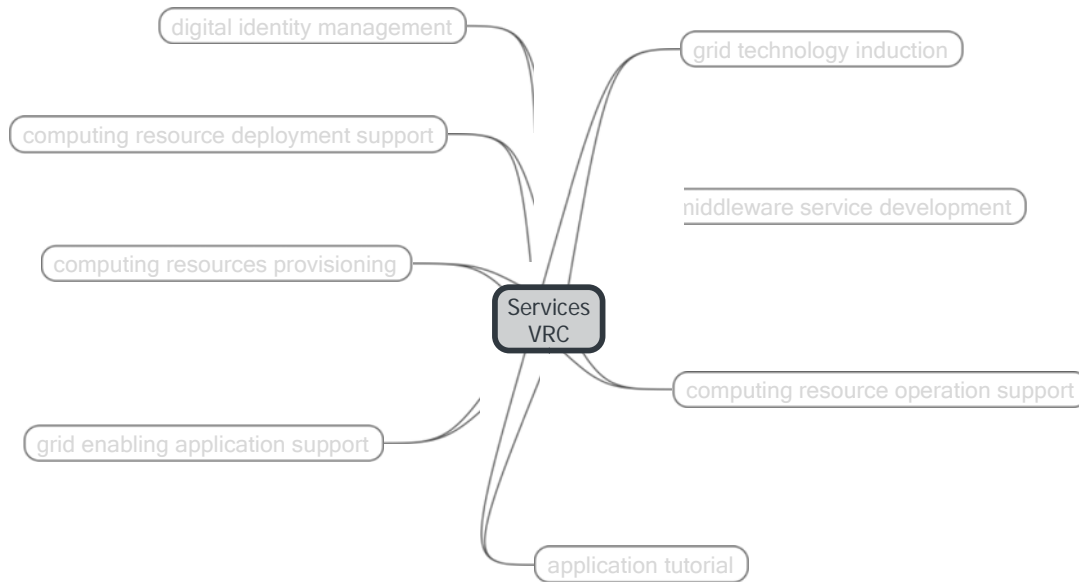 digital identity management
grid technology induction
computing resource deployment support
middleware service development
computing resources provisioning
Services
VRC
computing resource operation support
grid enabling application support
application tutorial